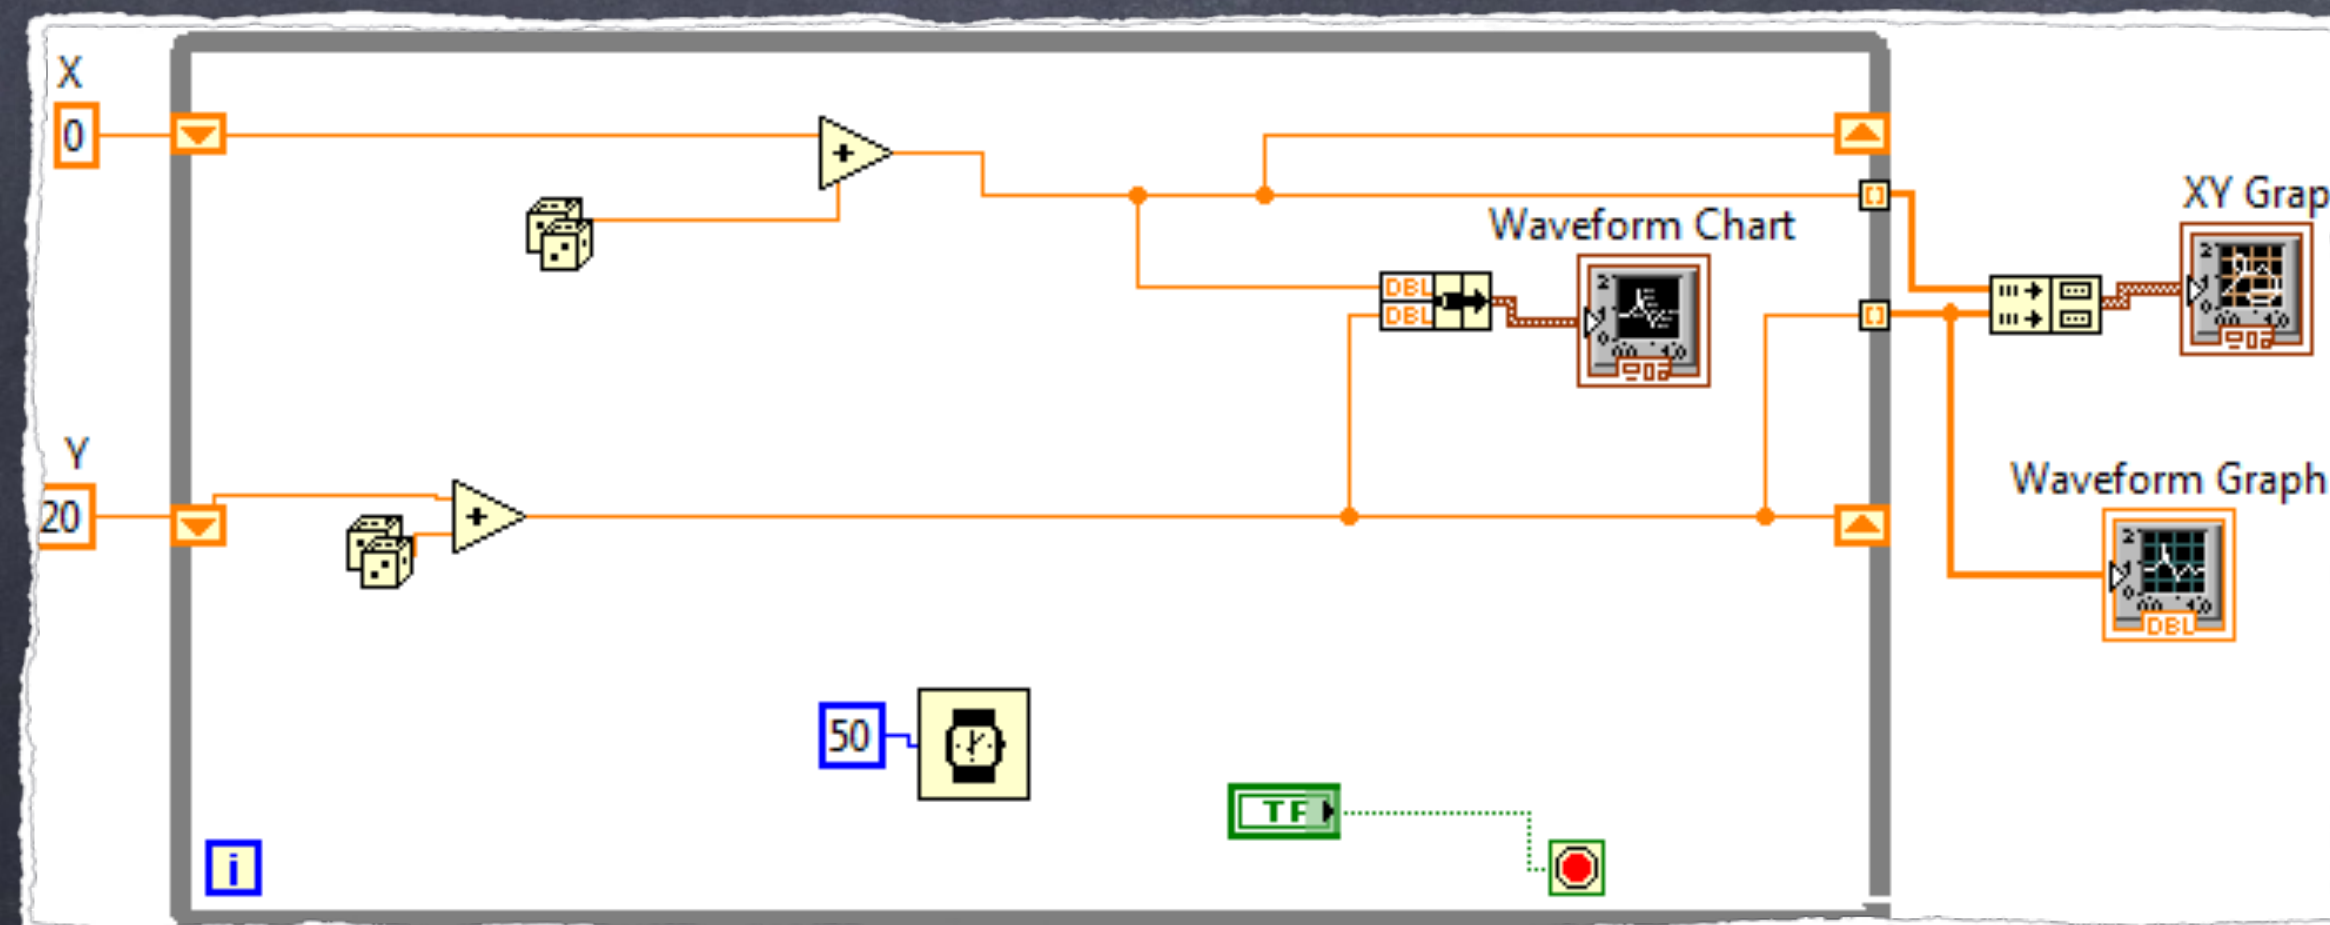 X
0
Waveform Chart
XY Grap
DBL
DBL
Y
20
Waveform Graph
DBL
50
TF
i